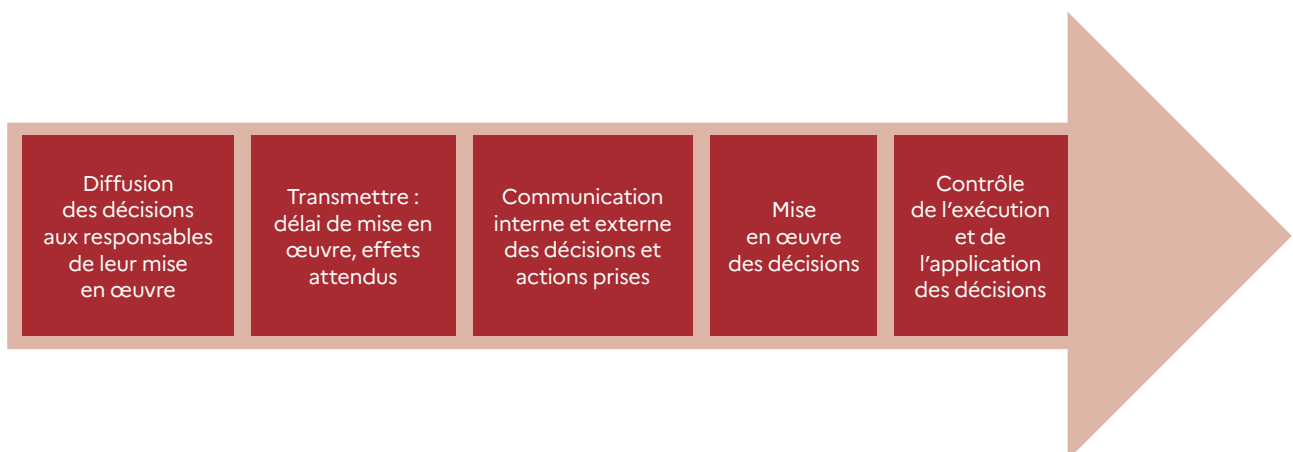 Diffusion
des décisions
aux responsables
de leur mise
en œuvre
Transmettre :
délai de mise en
œuvre, effets
attendus
Communication
interne et externe
des décisions et
actions prises
Mise
en œuvre
des décisions
Contrôle
de l’exécution
et de
l’application
des décisions